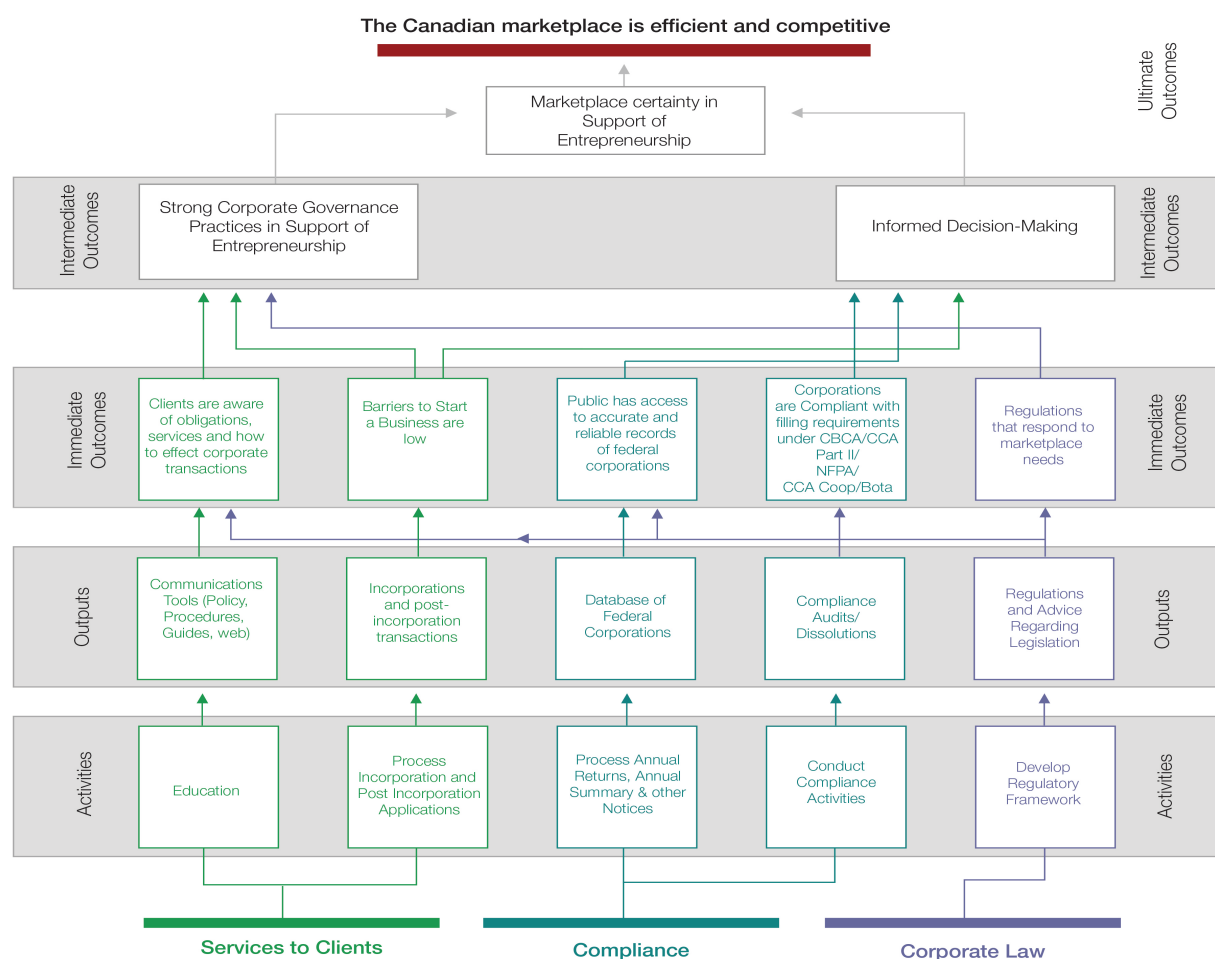 The Canadian marketplace is efficient and competitive
Marketplace certainty in
Support of
Entrepreneurship
Ultimate
Outcomes
Intermediate
Outcomes
Strong Corporate Governance
Practices in Support of
Entrepreneurship
Informed Decision-Making
Intermediate
Outcomes
Immediate
Outcomes
Clients are aware
of obligations,
services and how
to effect corporate
transactions
Barriers to Start
a Business are
low
Public has access
to accurate and
reliable records
of federal
corporations
Corporations
are Compliant with
filling requirements
under CBCA/CCA
Part II/
NFPA/
CCA Coop/Bota
Regulations
that respond to
marketplace
needs
Immediate
Outcomes
Outputs
Communications
Tools (Policy,
Procedures,
Guides, web)
Incorporations
and post-
incorporation
transactions
Database of
Federal
Corporations
Compliance
Audits/
Dissolutions
Regulations
and Advice
Regarding
Legislation
Outputs
Activities
Education
Process
Incorporation and
Post Incorporation
Applications
Process Annual
Returns, Annual
Summary & other
Notices
Conduct
Compliance
Activities
Develop
Regulatory
Framework
Activities
Services to Clients
Compliance
Corporate Law